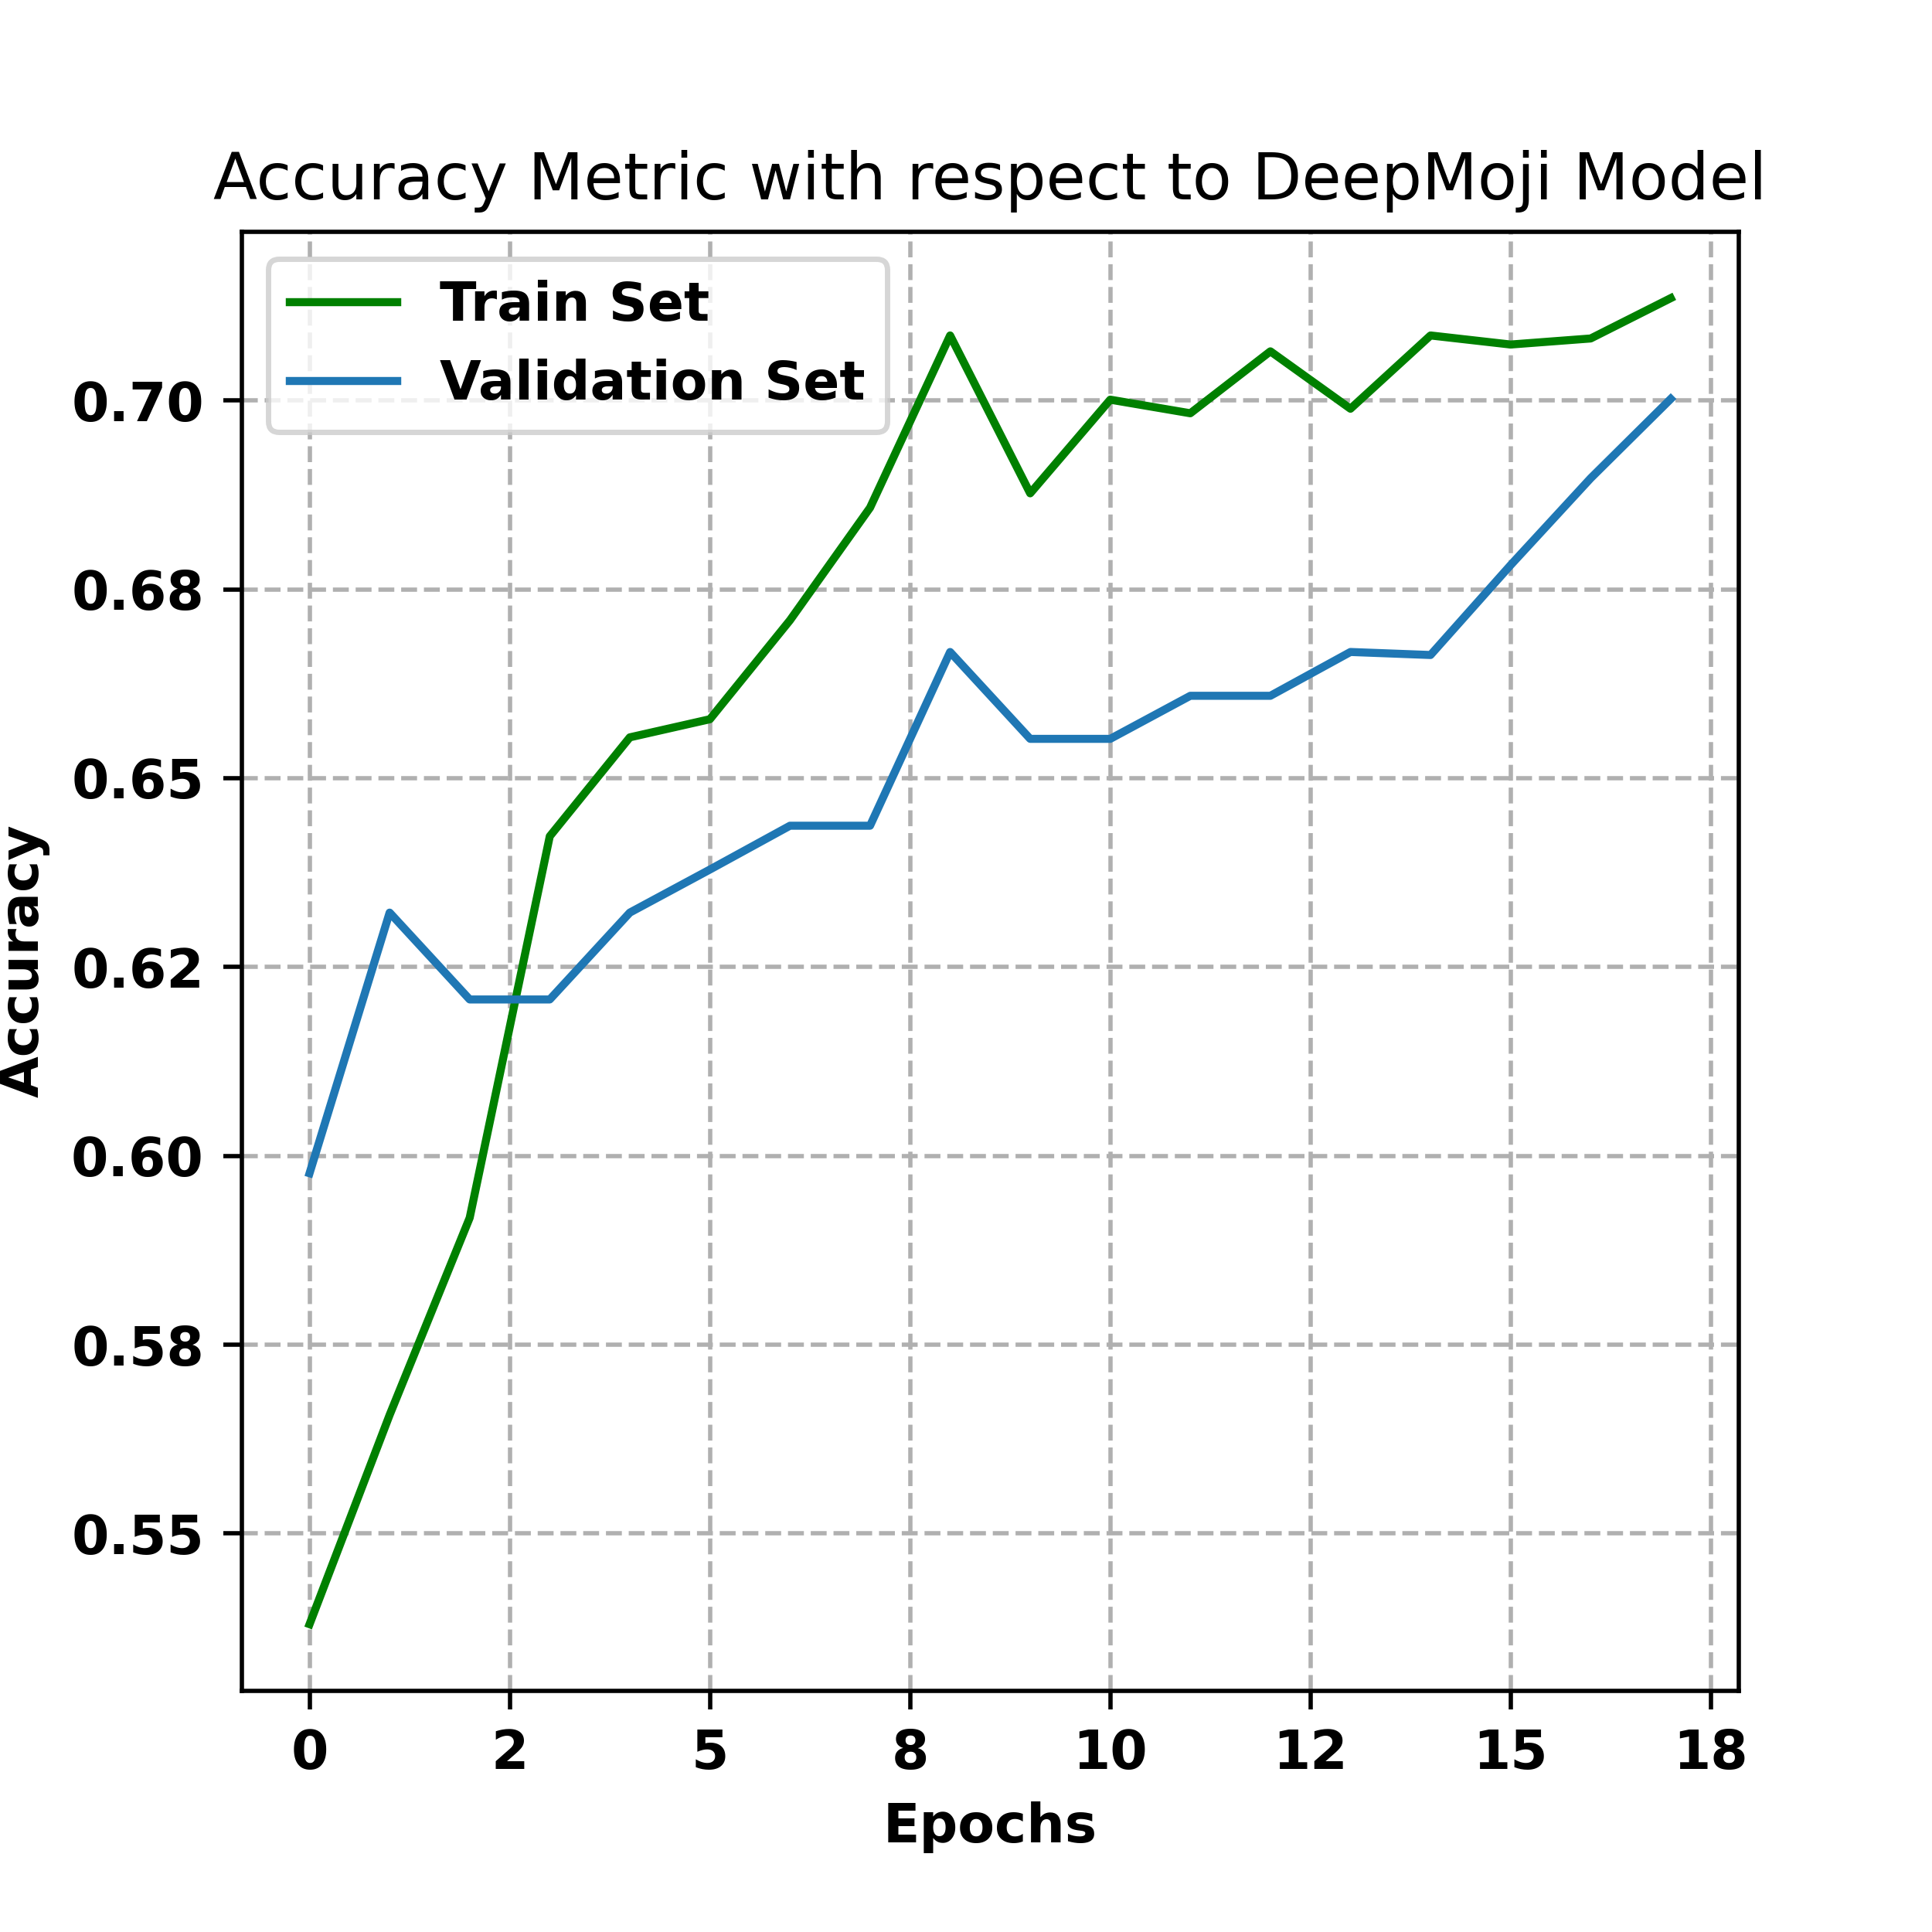 Accuracy Metric with respect to DeepMoji Model
Train Set
Validation Set
0.70
0.68
0.65
0.62
0.60
0.58
0.55
Accuracy
0 2 5 8 10 12 15 18
Epochs